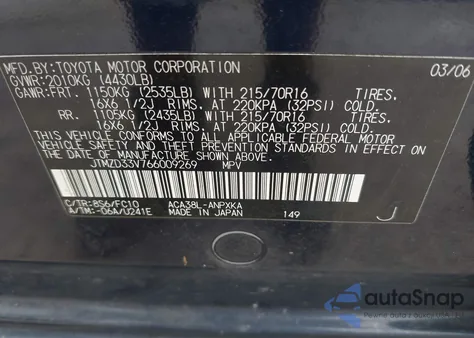 MFD.BY:TOYOTA MOTOR CORPORATION 03/06
GVWR:2010KG (4430LB)
GAWR:FRT. 1150KG (2535LB) WITH 215/70R16 TIRES,
16X6 1/2J RIMS, AT 220KPA (32PSI) COLD.
RR. 1105KG (2435LB) WITH 215/70R16 TIRES,
16X6 1/2J RIMS, AT 220KPA (32PSI) COLD.
THIS VEHICLE CONFORMS TO ALL APPLICABLE FEDERAL MOTOR
VEHICLE SAFETY AND THEFT PREVENTION STANDARDS IN EFFECT
ON THE DATE OF MANUFACTURE SHOWN ABOVE.
JTMZD33V766009269 MPV
C/TR:8S6/FC10 ACA38L-ANPXKA
A/TM:-06A/U241E MADE IN JAPAN 149 J
autoSnap